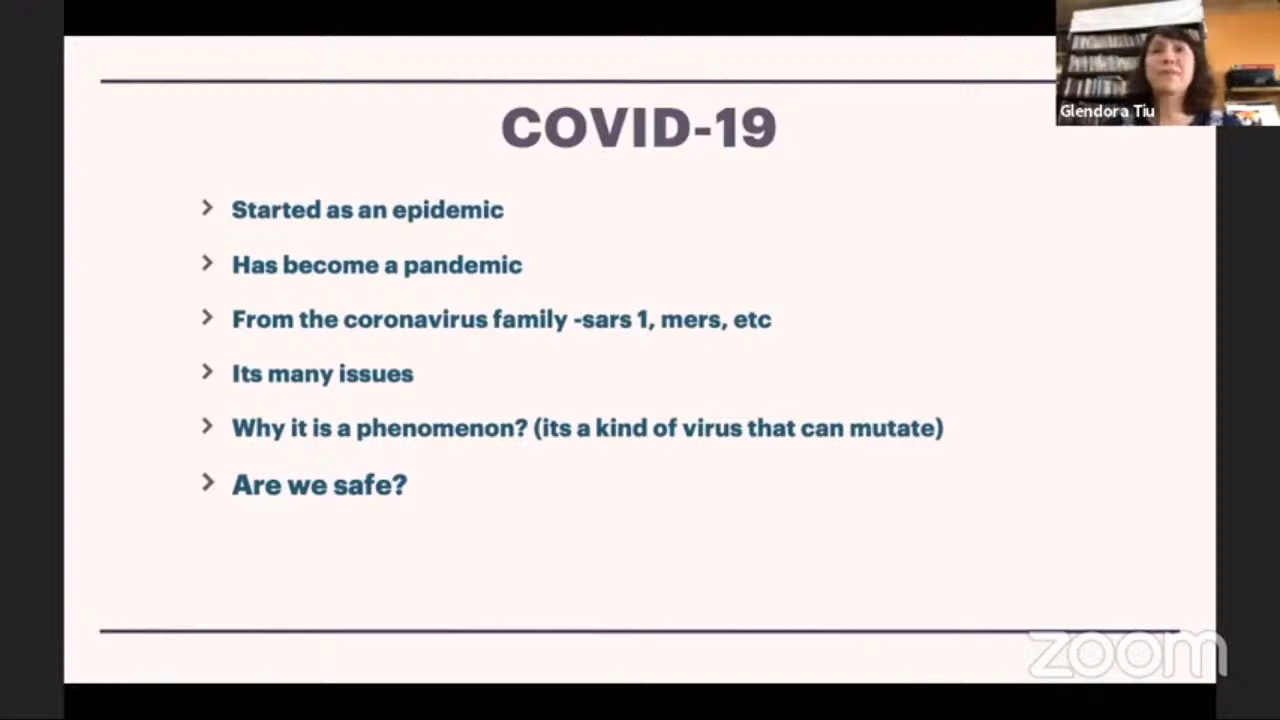 COVID-19
Started as an epidemic
Has become a pandemic
From the coronavirus family -sars 1, mers, etc
Its many issues
Why it is a phenomenon? (its a kind of virus that can mutate)
Are we safe?
Glendora Tiu
zoom